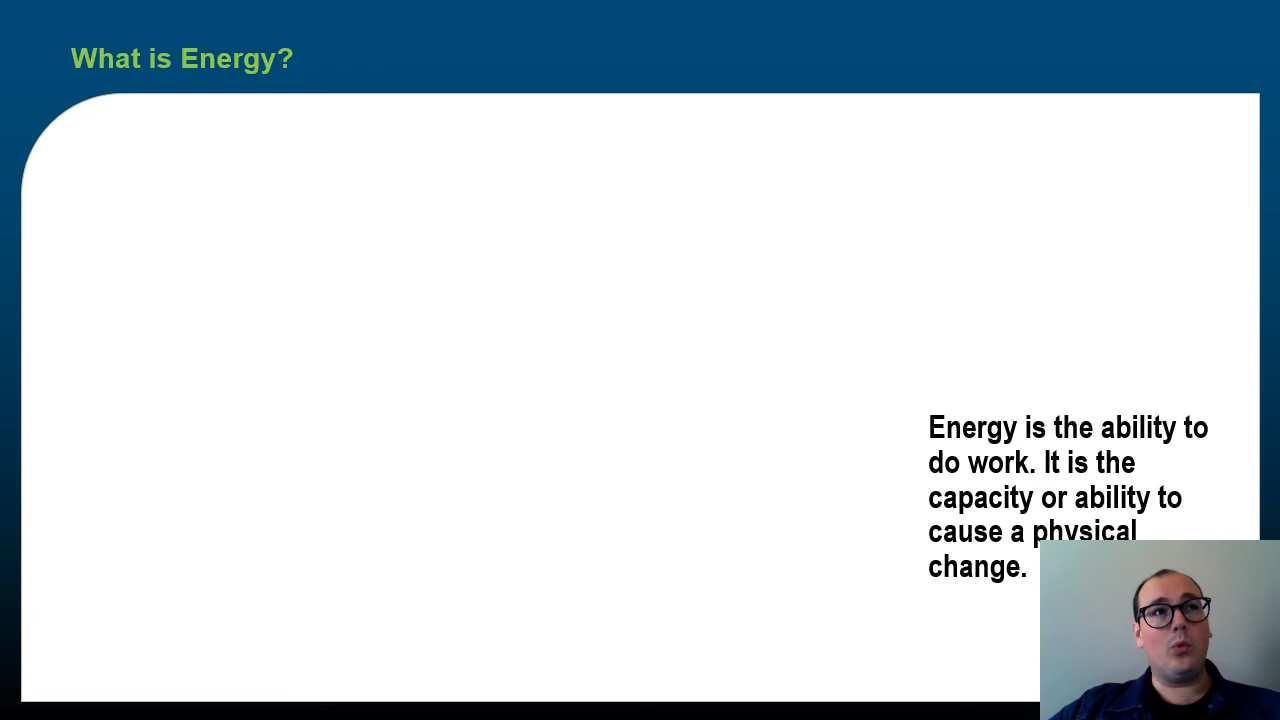 What is Energy?
Energy is the ability to
do work. It is the
capacity or ability to
cause a physical
change.